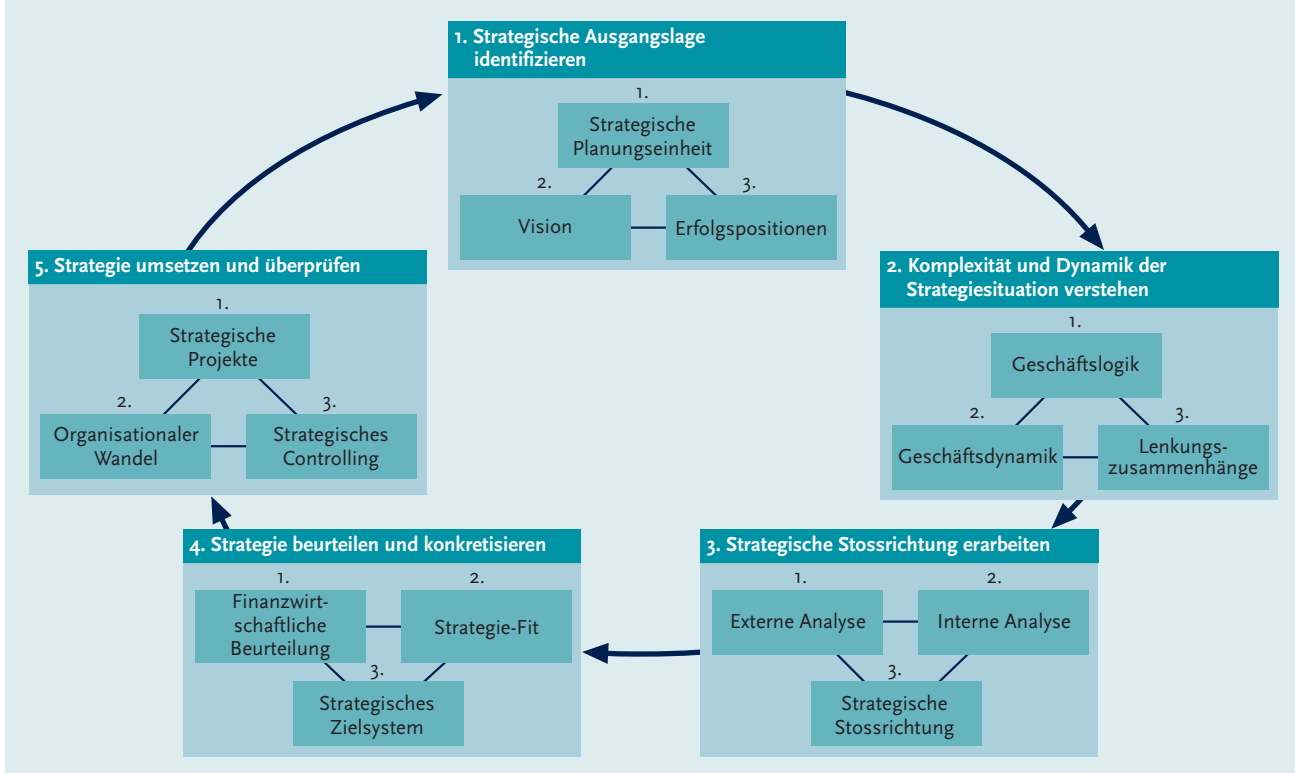 1. Strategische Ausgangslage
identifizieren
1.
Strategische
Planungseinheit
2.
3.
Vision
Erfolgspositionen
2. Komplexität und Dynamik der
Strategiesituation verstehen
1.
Geschäftslogik
2.
3.
Geschäftsdynamik
Lenkungs-
zusammenhänge
3. Strategische Stossrichtung erarbeiten
1.
2.
Externe Analyse
Interne Analyse
3.
Strategische
Stossrichtung
4. Strategie beurteilen und konkretisieren
1.
2.
Finanzwirt-
schaftliche
Beurteilung
Strategie-Fit
3.
Strategisches
Zielsystem
5. Strategie umsetzen und überprüfen
1.
Strategische
Projekte
2.
3.
Organisationaler
Wandel
Strategisches
Controlling